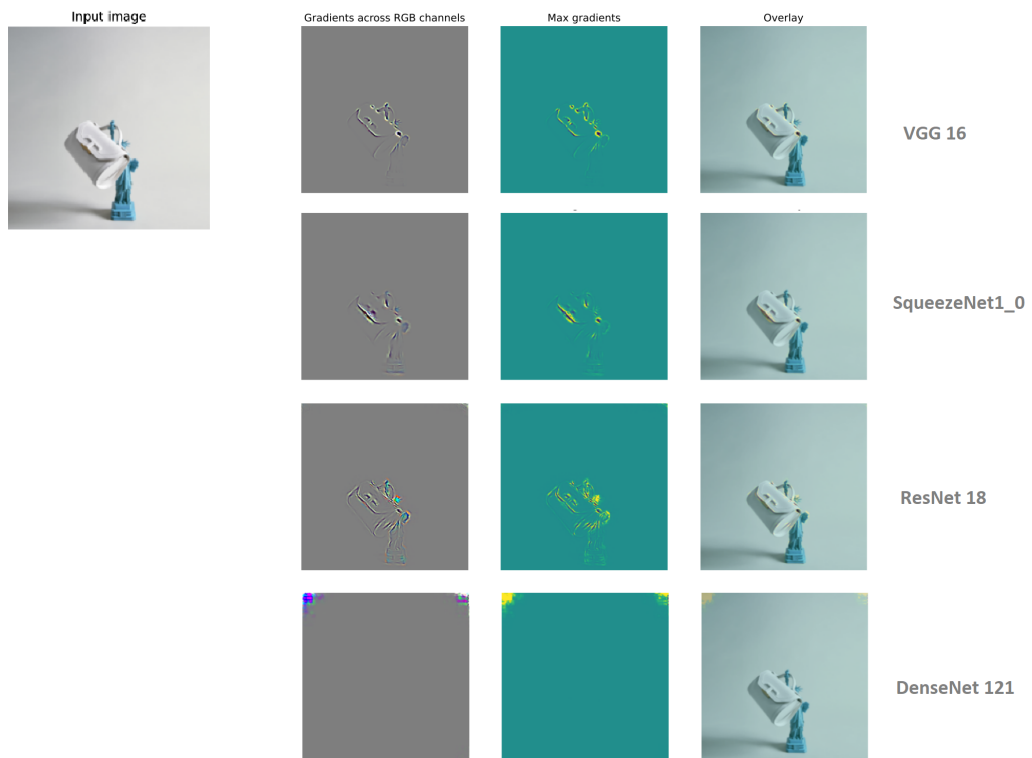 Input image
Gradients across RGB channels
Max gradients
Overlay
VGG 16
SqueezeNet1_0
ResNet 18
DenseNet 121